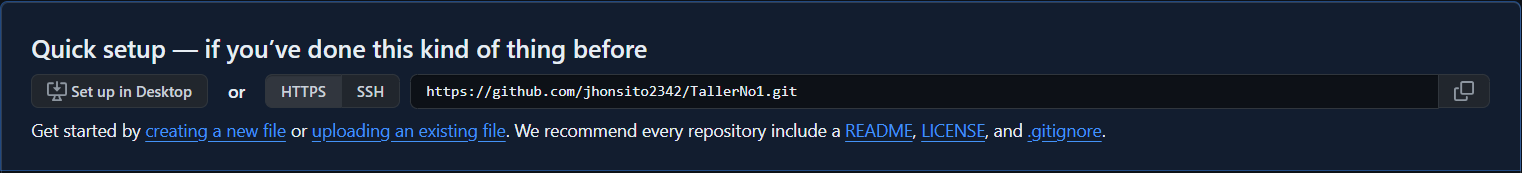 Quick setup — if you’ve done this kind of thing before
Set up in Desktop or HTTPS SSH https://github.com/jhonsito2342/TallerNo1.git
Get started by creating a new file or uploading an existing file. We recommend every repository include a README, LICENSE, and .gitignore.